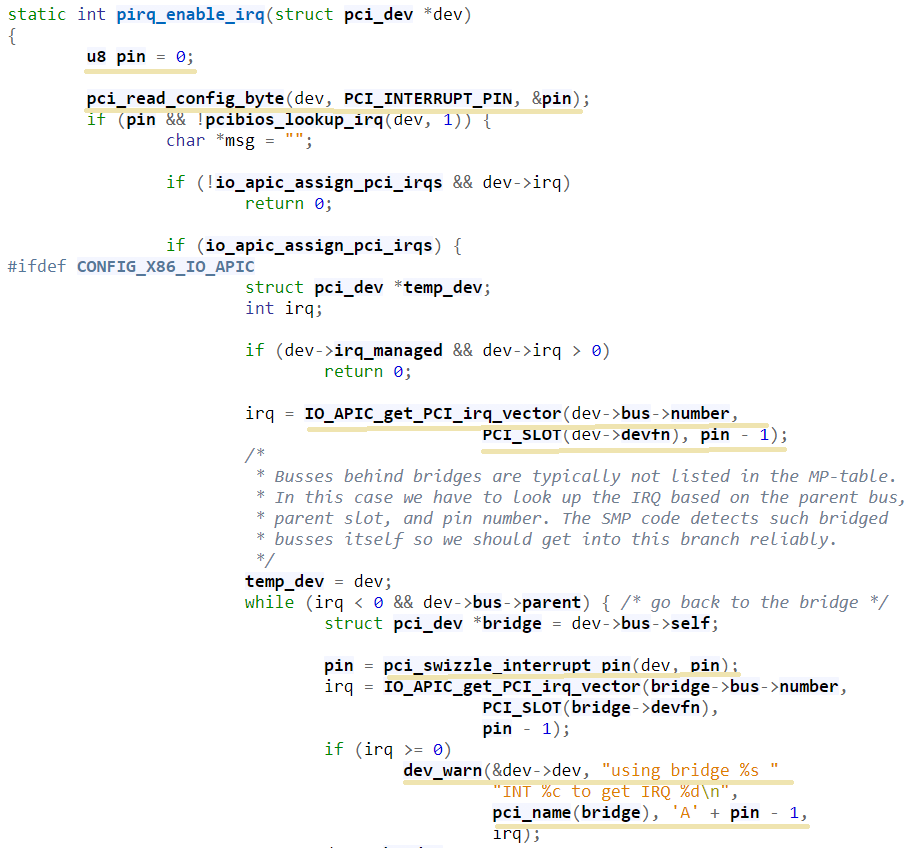 static int pirq_enable_irq(struct pci_dev *dev)
{
u8 pin = 0;
pci_read_config_byte(dev, PCI_INTERRUPT_PIN, &pin);
if (pin && !pcibios_lookup_irq(dev, 1)) {
char *msg = "";
if (!io_apic_assign_pci_irqs && dev->irq)
return 0;
if (io_apic_assign_pci_irqs) {
#ifdef CONFIG_X86_IO_APIC
struct pci_dev *temp_dev;
int irq;
if (dev->irq_managed && dev->irq > 0)
return 0;
irq = IO_APIC_get_PCI_irq_vector(dev->bus->number,
PCI_SLOT(dev->devfn), pin - 1);
/*
* Busses behind bridges are typically not listed in the MP-table.
* In this case we have to look up the IRQ based on the parent bus,
* parent slot, and pin number. The SMP code detects such bridged
* busses itself so we should get into this branch reliably.
*/
temp_dev = dev;
while (irq < 0 && dev->bus->parent) { /* go back to the bridge */
struct pci_dev *bridge = dev->bus->self;
pin = pci_swizzle_interrupt_pin(dev, pin);
irq = IO_APIC_get_PCI_irq_vector(bridge->bus->number,
PCI_SLOT(bridge->devfn),
pin - 1);
if (irq >= 0)
dev_warn(&dev->dev, "using bridge %s "
"INT %c to get IRQ %d\n",
pci_name(bridge), 'A' + pin - 1,
irq);